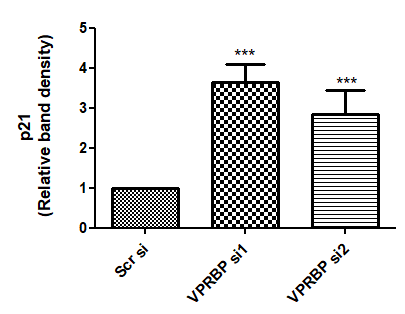 p21
(Relative band density)
5
4
3
2
1
0
***
***
Scr si
VPRBP si1
VPRBP si2